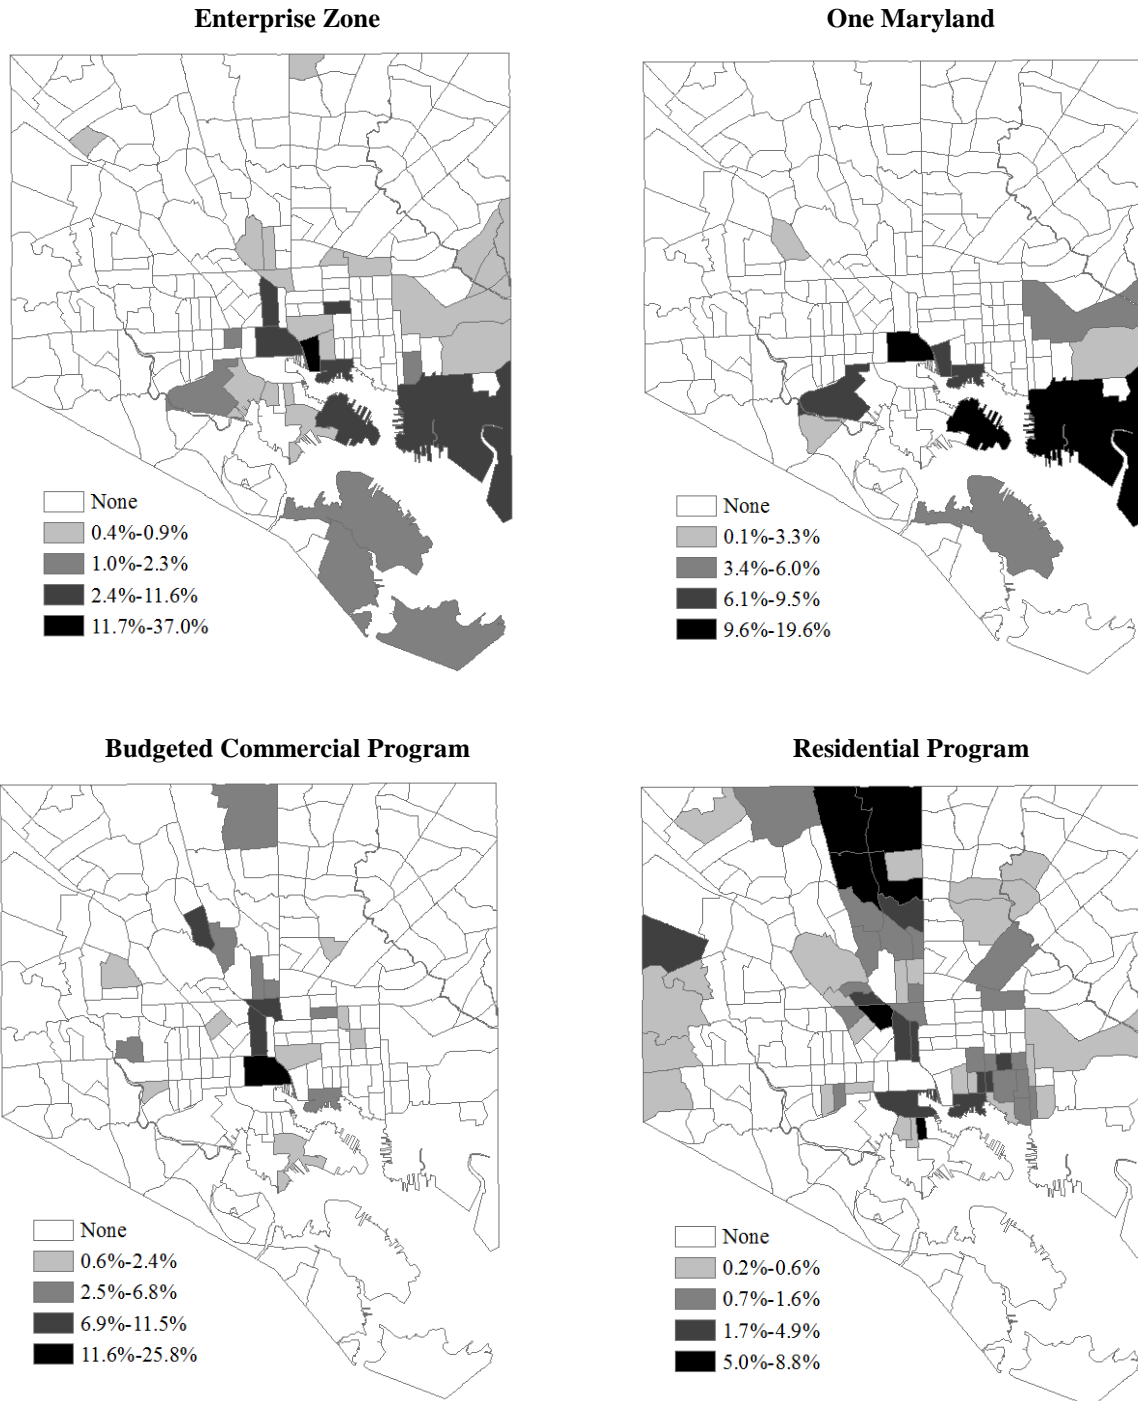 Enterprise Zone
None
0.4%-0.9%
1.0%-2.3%
2.4%-11.6%
11.7%-37.0%
One Maryland
None
0.1%-3.3%
3.4%-6.0%
6.1%-9.5%
9.6%-19.6%
Budgeted Commercial Program
None
0.6%-2.4%
2.5%-6.8%
6.9%-11.5%
11.6%-25.8%
Residential Program
None
0.2%-0.6%
0.7%-1.6%
1.7%-4.9%
5.0%-8.8%